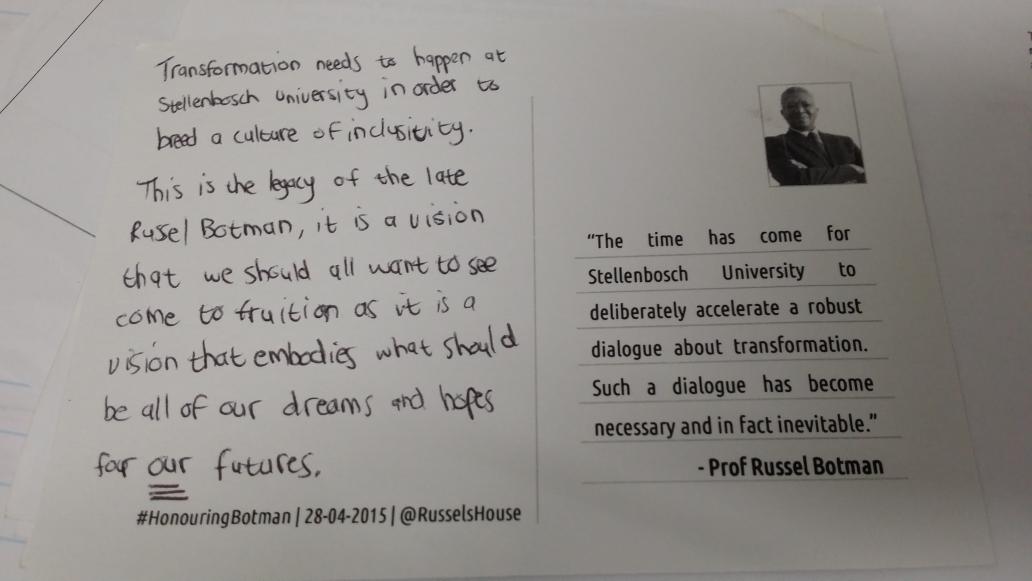 Transformation needs to happen at
Stellenbosch University in order to
breed a culture of inclusitity.
This is the legacy of the late
Rusel Botman, it is a vision
that we should all want to see
come to fruition as it is a
vision that embodies what should
be all of our dreams and hopes
for our futures.
#HonouringBotman | 28-04-2015 | @RusselsHouse
"The time has come for
Stellenbosch University to
deliberately accelerate a robust
dialogue about transformation.
Such a dialogue has become
necessary and in fact inevitable."
- Prof Russel Botman